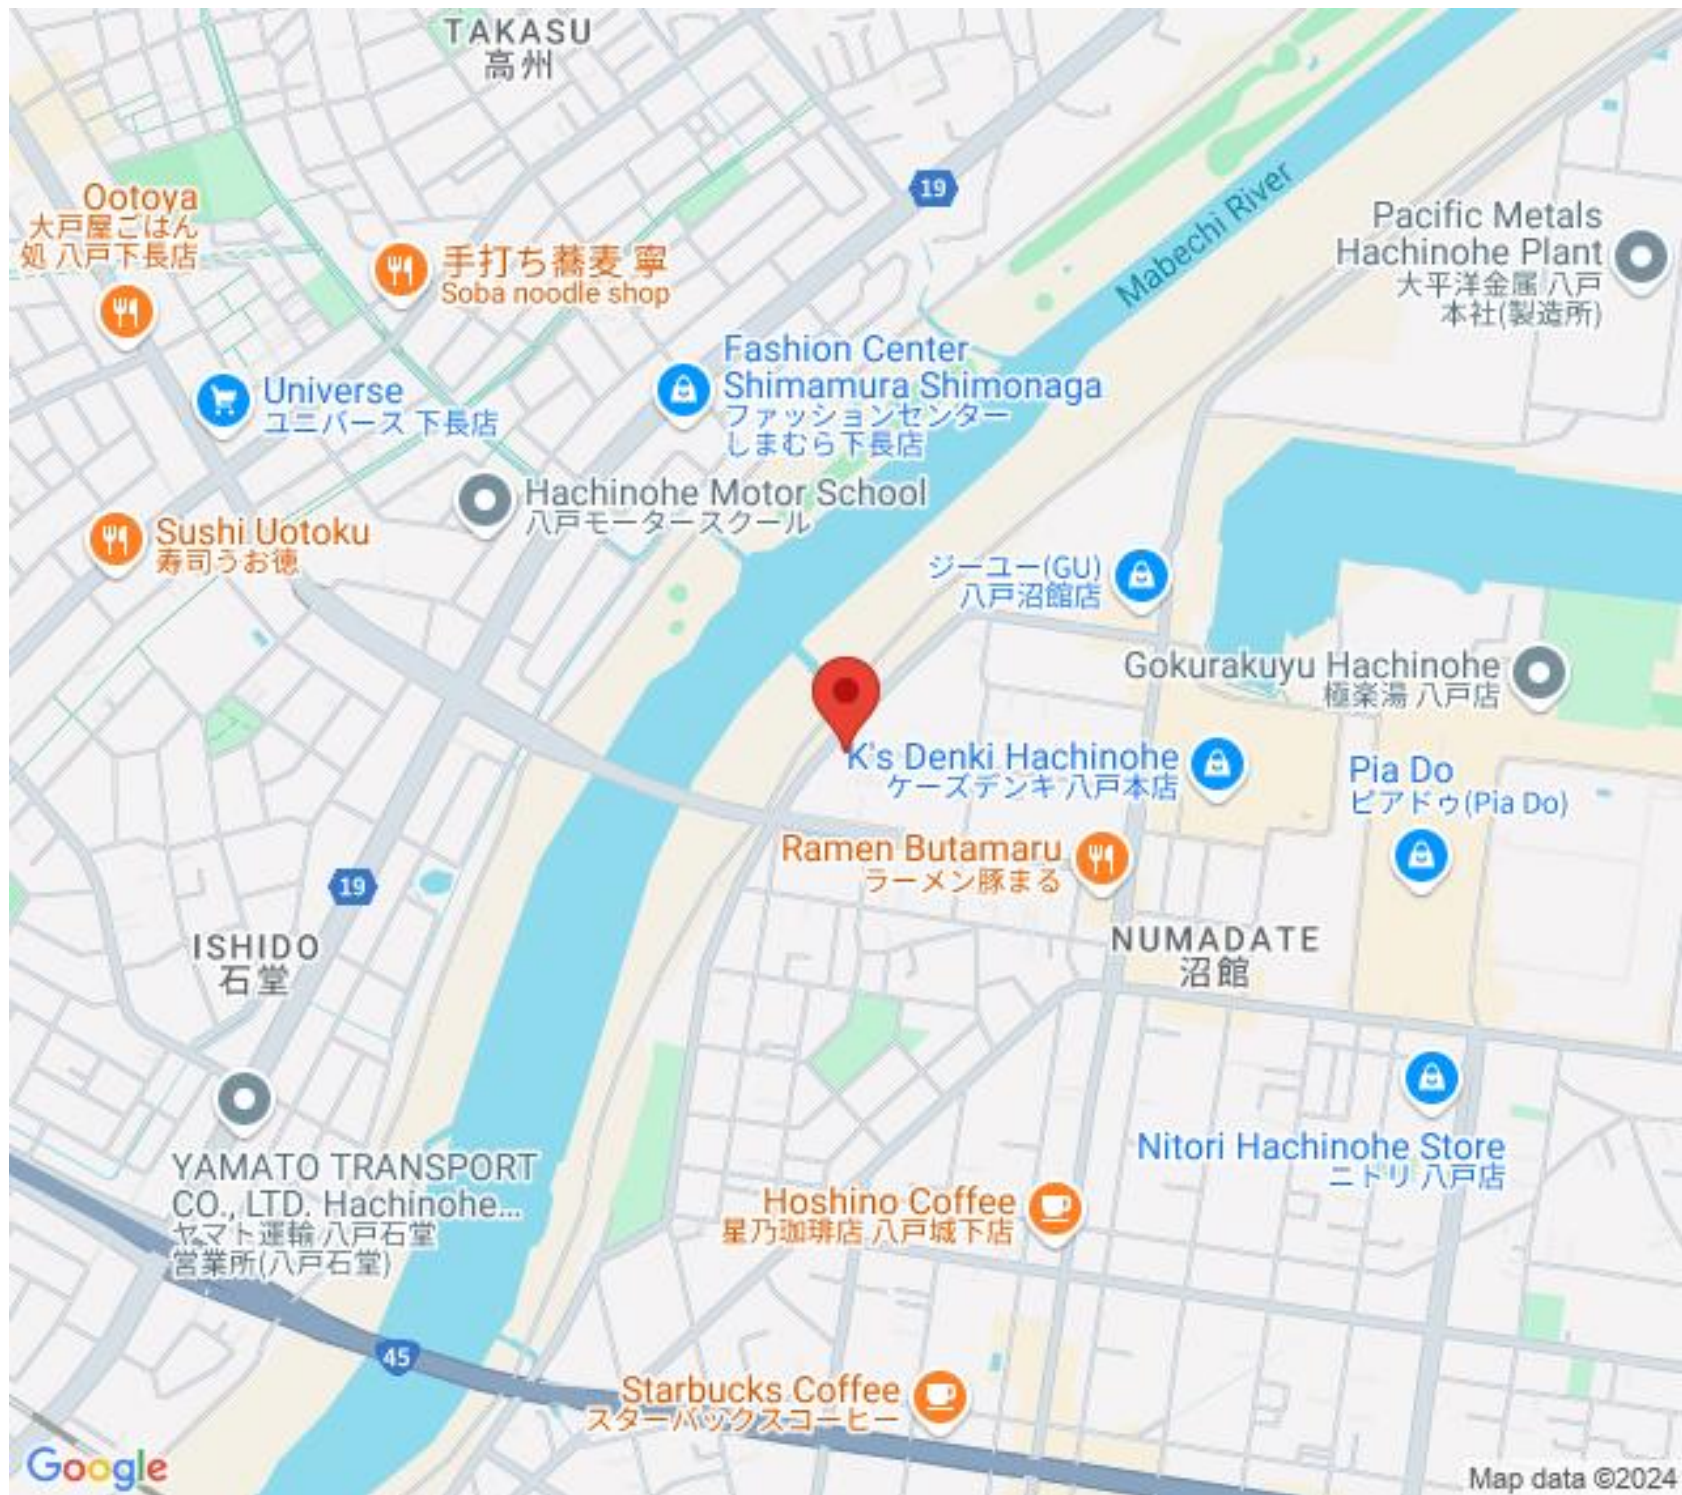 TAKASU
高州
Ootoya
大戸屋ごはん
処 八戸下長店
手打ち蕎麦 寧
Soba noodle shop
19
Mabechi River
Pacific Metals
Hachinohe Plant
大平洋金属 八戸
本社(製造所)
Universe
ユニバース 下長店
Fashion Center
Shimamura Shimonaga
ファッションセンター
しまむら下長店
Hachinohe Motor School
八戸モータースクール
Sushi Uotoku
寿司うお徳
ジーユー(GU)
八戸沼館店
Gokurakuyu Hachinohe
極楽湯 八戸店
K's Denki Hachinohe
ケーズデンキ 八戸本店
Pia Do
ピアドゥ(Pia Do)
Ramen Butamaru
ラーメン豚まる
19
ISHIDO
石堂
NUMADATE
沼館
YAMATO TRANSPORT
CO., LTD. Hachinohe...
ヤマト運輸 八戸石堂
営業所(八戸石堂)
Nitori Hachinohe Store
ニトリ 八戸店
Hoshino Coffee
星乃珈琲店 八戸城下店
45
Starbucks Coffee
スターバックスコーヒー
Google
Map data ©2024